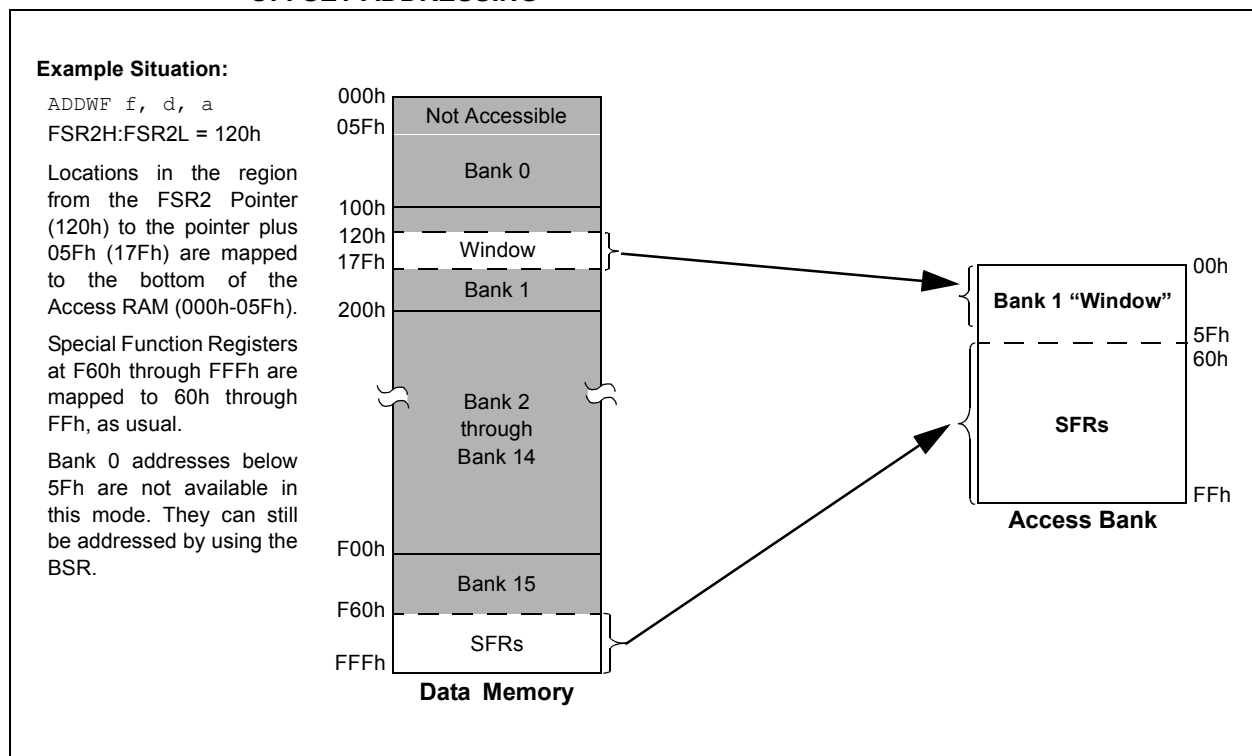 OFFSET ADDRESSING
Example Situation:
ADDWF f, d, a
FSR2H:FSR2L = 120h
Locations in the region
from the FSR2 Pointer
(120h) to the pointer plus
05Fh (17Fh) are mapped
to the bottom of the
Access RAM (000h-05Fh).
Special Function Registers
at F60h through FFFh are
mapped to 60h through
FFh, as usual.
Bank 0 addresses below
5Fh are not available in
this mode. They can still
be addressed by using the
BSR.
000h
Not Accessible
05Fh
Bank 0
100h
120h
Window
17Fh
Bank 1
200h
Bank 2
through
Bank 14
F00h
Bank 15
F60h
SFRs
FFFh
Data Memory
00h
Bank 1 “Window”
5Fh
60h
SFRs
FFh
Access Bank